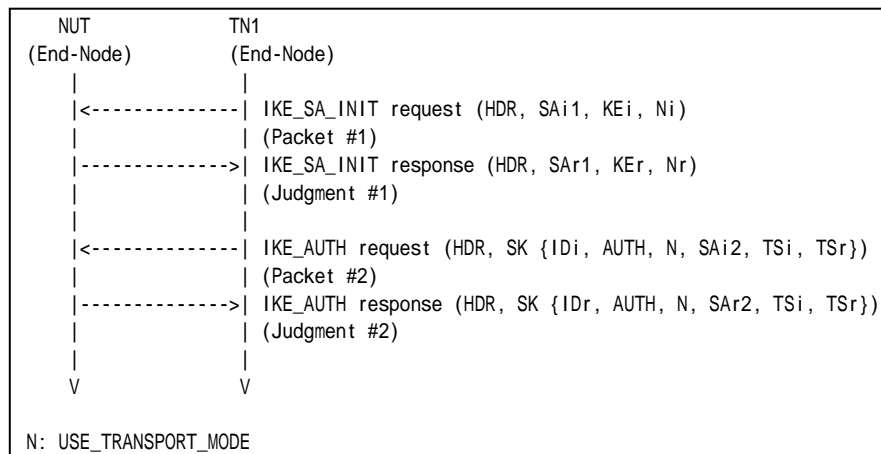 NUT TN1
(End-Node) (End-Node)
| |
|<--------------| IKE_SA_INIT request (HDR, SAi1, KEi, Ni)
| | (Packet #1)
|-------------->| IKE_SA_INIT response (HDR, SAr1, KEr, Nr)
| | (Judgment #1)
| |
|<--------------| IKE_AUTH request (HDR, SK {IDi, AUTH, N, SAi2, TSi, TSr})
| | (Packet #2)
|-------------->| IKE_AUTH response (HDR, SK {IDr, AUTH, N, SAr2, TSi, TSr})
| | (Judgment #2)
| |
V V
N: USE_TRANSPORT_MODE